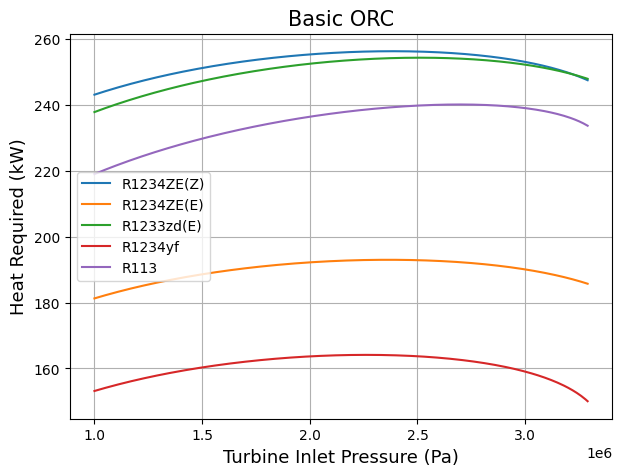 Basic ORC
Heat Required (kW)
260
240
220
200
180
160
R1234ZE(Z)
R1234ZE(E)
R1233zd(E)
R1234yf
R113
1.0 1.5 2.0 2.5 3.0
1e6
Turbine Inlet Pressure (Pa)